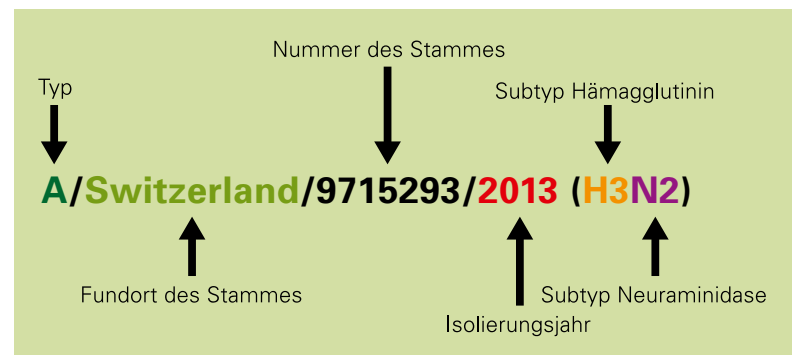 Nummer des Stammes
Typ
Subtyp Hämagglutinin
A/Switzerland/9715293/2013 (H3N2)
Fundort des Stammes
Subtyp Neuraminidase
Isolierungsjahr